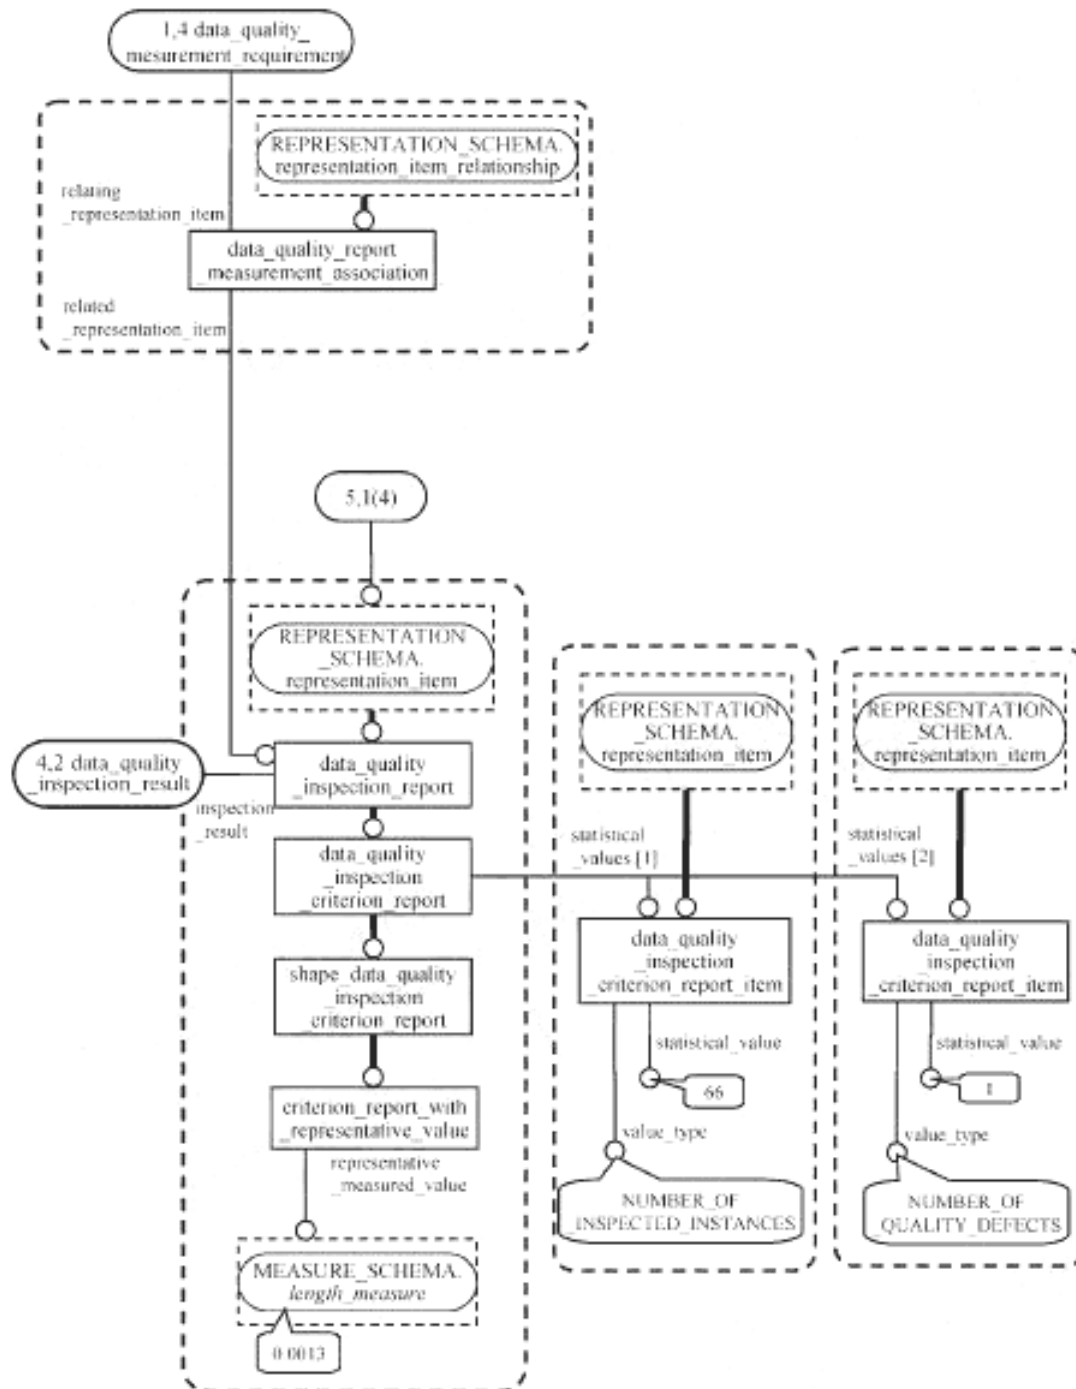 1,4 data_quality_
mesurement_requirement
REPRESENTATION_SCHEMA.
representation_item_relationship
relating
_representation_item
data_quality_report
_measurement_association
related
_representation_item
5,1(4)
REPRESENTATION
_SCHEMA.
representation_item
4,2 data_quality
_inspection_result
data_quality
_inspection_report
inspection
_result
data_quality
_inspection
_criterion_report
shape_data_quality
_inspection
_criterion_report
criterion_report_with
_representative_value
representative
_measured_value
MEASURE_SCHEMA.
length_measure
0.0013
REPRESENTATION
_SCHEMA.
representation_item
statistical
_values [1]
data_quality
_inspection
_criterion_report_item
statistical_value
66
value_type
NUMBER_OF
_INSPECTED_INSTANCES
REPRESENTATION
_SCHEMA.
representation_item
statistical
_values [2]
data_quality
_inspection
_criterion_report_item
statistical_value
1
value_type
NUMBER_OF
_QUALITY_DEFECTS